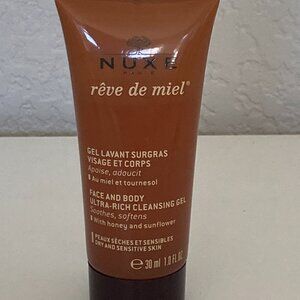 NUXE
PARIS
rêve de miel®
GEL LAVANT SURGRAS
VISAGE ET CORPS
Apaise, adoucit
Au miel et tournesol
FACE AND BODY
ULTRA-RICH CLEANSING GEL
Soothes, softens
With honey and sunflower
PEAUX SÈCHES ET SENSIBLES
DRY AND SENSITIVE SKIN
e 30 ml 1.0 FL.OZ.